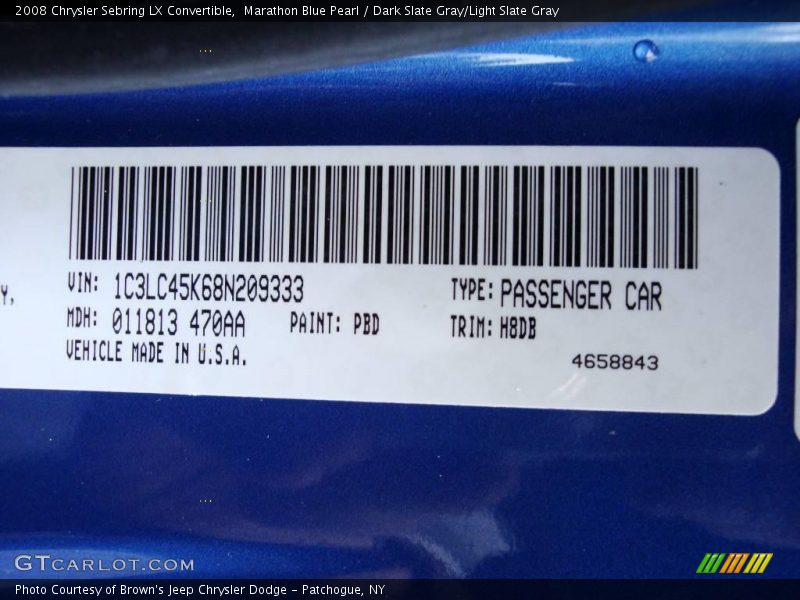 2008 Chrysler Sebring LX Convertible, Marathon Blue Pearl / Dark Slate Gray/Light Slate Gray
Y,
VIN: 1C3LC45K68N209333
TYPE: PASSENGER CAR
MDH: 011813 470AA PAINT: PBD
TRIM: H8DB
VEHICLE MADE IN U.S.A.
4658843
GTCARLOT.COM
Photo Courtesy of Brown's Jeep Chrysler Dodge - Patchogue, NY